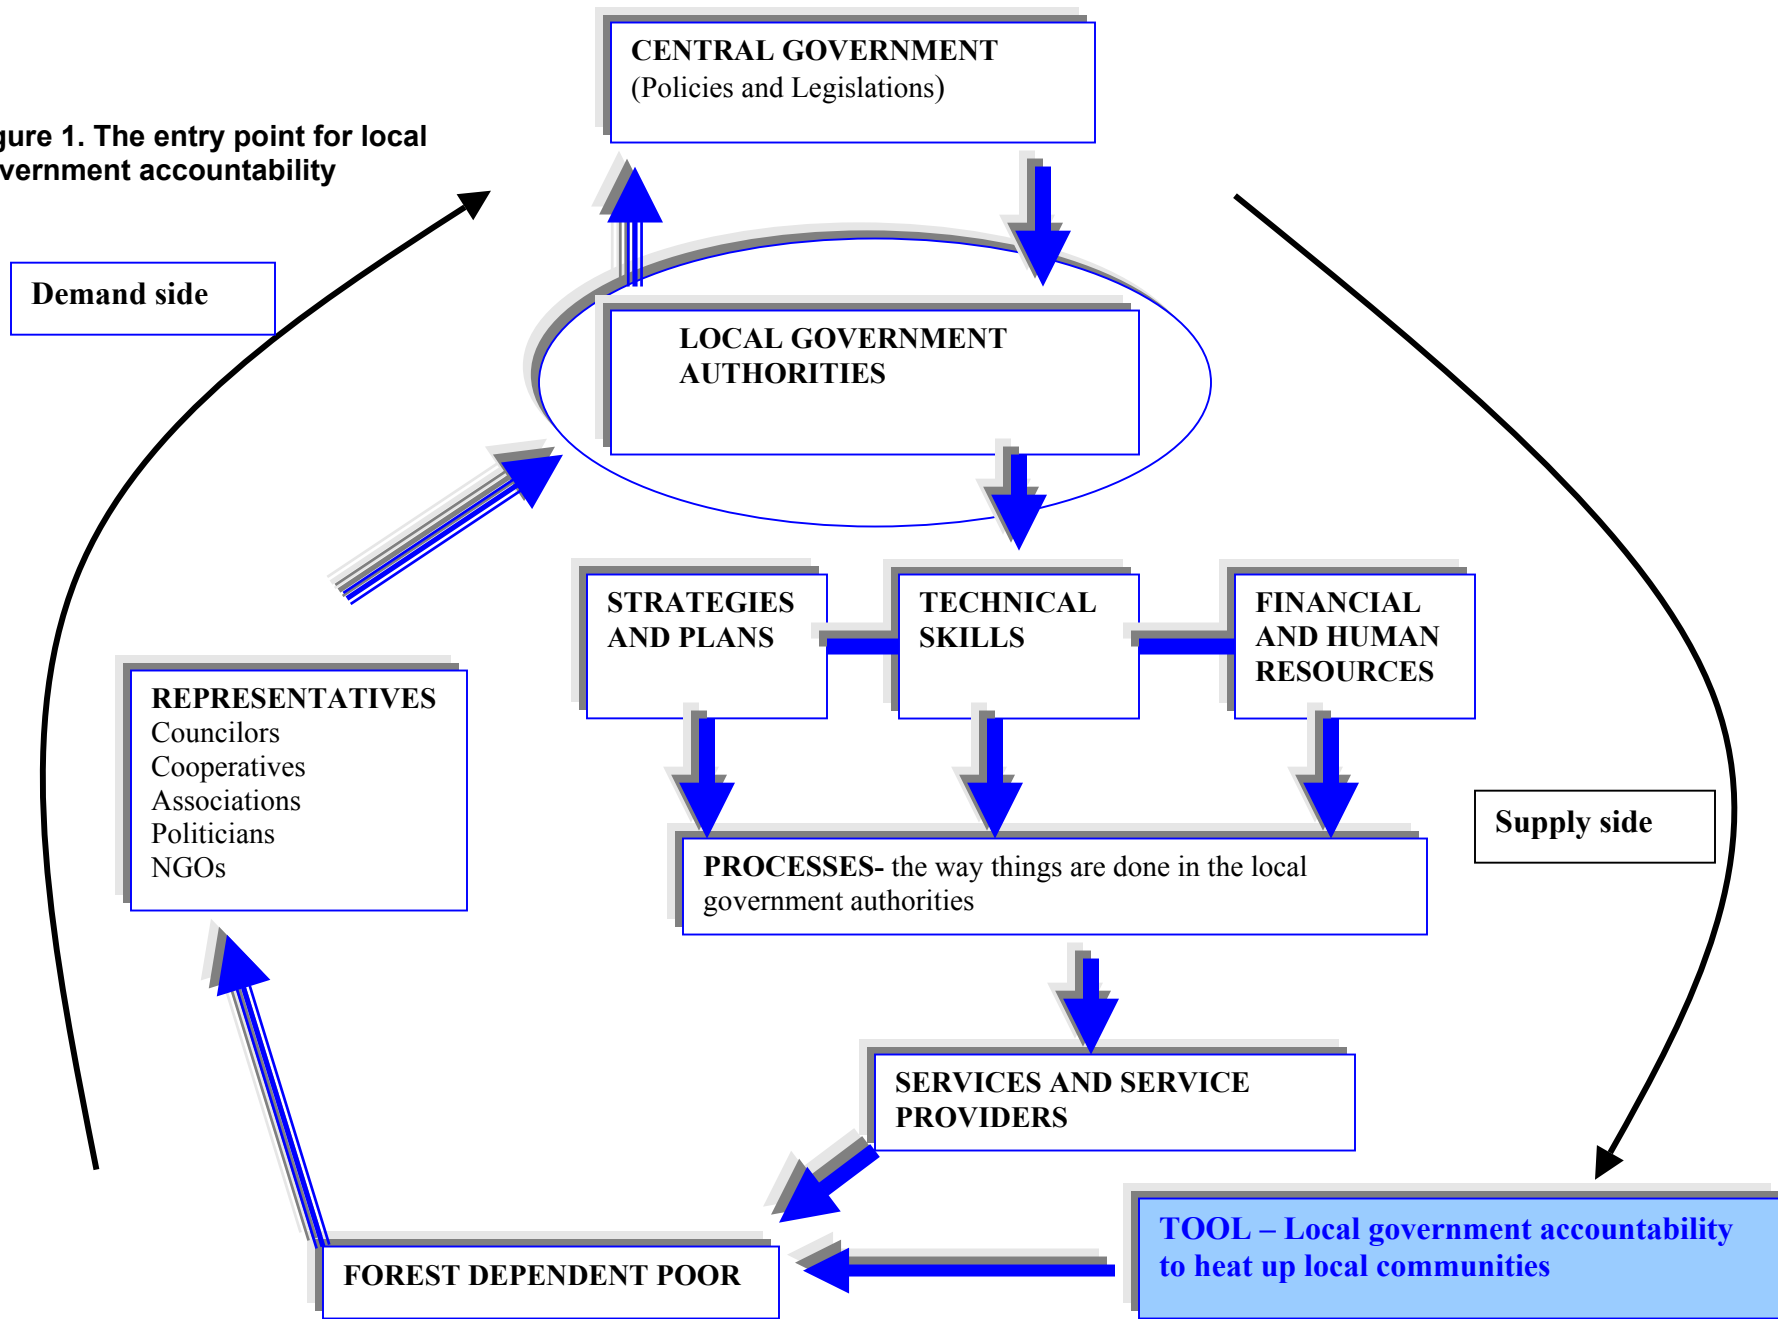 CENTRAL GOVERNMENT
(Policies and Legislations)
gure 1. The entry point for local
vernment accountability
Demand side
LOCAL GOVERNMENT
AUTHORITIES
STRATEGIES
AND PLANS
TECHNICAL
SKILLS
FINANCIAL
AND HUMAN
RESOURCES
REPRESENTATIVES
Councilors
Cooperatives
Associations
Politicians
NGOs
Supply side
PROCESSES- the way things are done in the local
government authorities
SERVICES AND SERVICE
PROVIDERS
TOOL – Local government accountability
to heat up local communities
FOREST DEPENDENT POOR